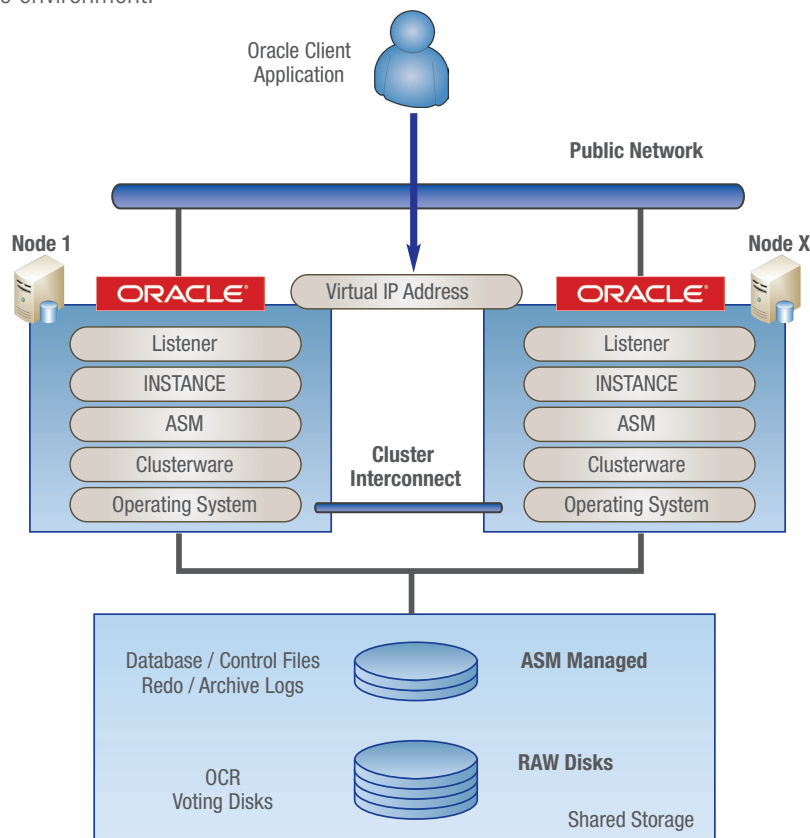 environment.
Oracle Client
Application
Public Network
Node 1
Node X
ORACLE®
Virtual IP Address
ORACLE®
Listener
INSTANCE
ASM
Clusterware
Operating System
Cluster
Interconnect
Listener
INSTANCE
ASM
Clusterware
Operating System
Database / Control Files
Redo / Archive Logs
ASM Managed
OCR
Voting Disks
RAW Disks
Shared Storage